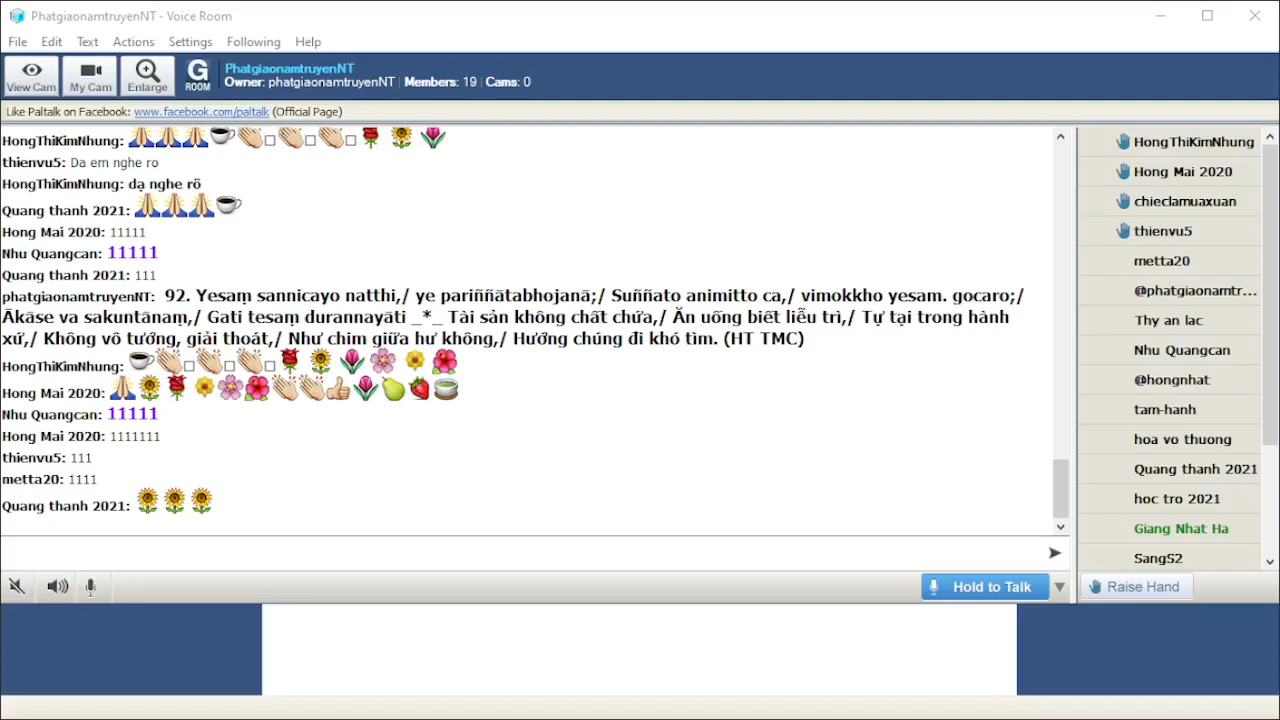 PhatgiaonamtruyenNT - Voice Room
File Edit Text Actions Settings Following Help
View Cam My Cam Enlarge G ROOM
PhatgiaonamtruyenNT
Owner: phatgiaonamtruyenNT | Members: 19 | Cams: 0
Like Paltalk on Facebook: www.facebook.com/paltalk (Official Page)
HongThiKimNhung:
thienvu5: Da em nghe ro
HongThiKimNhung: dạ nghe rõ
Quang thanh 2021:
Hong Mai 2020: 11111
Nhu Quangcan: 11111
Quang thanh 2021: 111
phatgiaonamtruyenNT: 92. Yesaṃ sannicayo natthi,/ ye pariññātabhojanā;/ Suññato animitto ca,/ vimokkho yesam. gocaro;/
Ākāse va sakuntānaṃ,/ Gati tesaṃ durannayāti _*_ Tài sản không chất chứa,/ Ăn uống biết liễu tri,/ Tự tại trong hành
xứ,/ Không vô tướng, giải thoát,/ Như chim giữa hư không,/ Hướng chúng đi khó tìm. (HT TMC)
HongThiKimNhung:
Hong Mai 2020:
Nhu Quangcan: 11111
Hong Mai 2020: 1111111
thienvu5: 111
metta20: 1111
Quang thanh 2021:
Hold to Talk
HongThiKimNhung
Hong Mai 2020
chieclamuaxuan
thienvu5
metta20
@phatgiaonamtr...
Thy an lac
Nhu Quangcan
@hongnhat
tam-hanh
hoa vo thuong
Quang thanh 2021
hoc tro 2021
Giang Nhat Ha
SangS2
Raise Hand